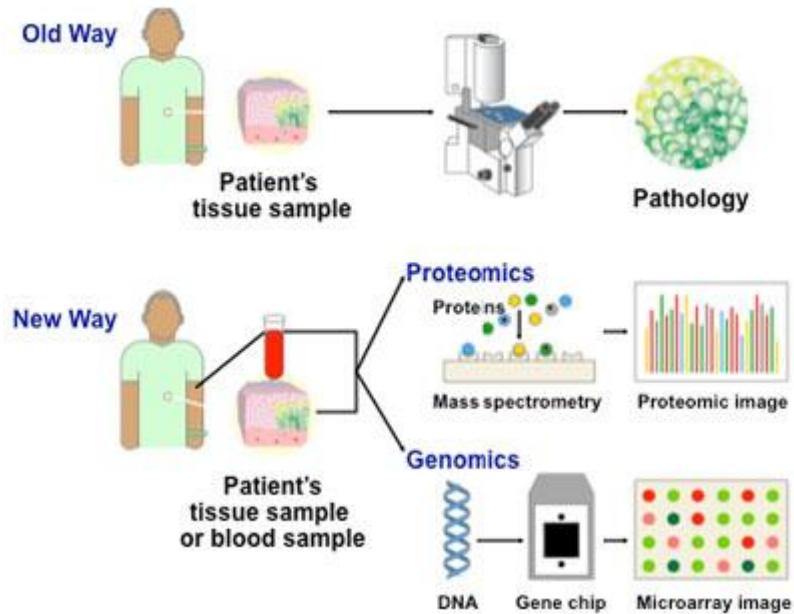 Old Way
Patient's
tissue sample
Pathology
New Way
Patient's
tissue sample
or blood sample
Proteomics
Proteins
Mass spectrometry
Proteomic image
Genomics
DNA
Gene chip
Microarray image